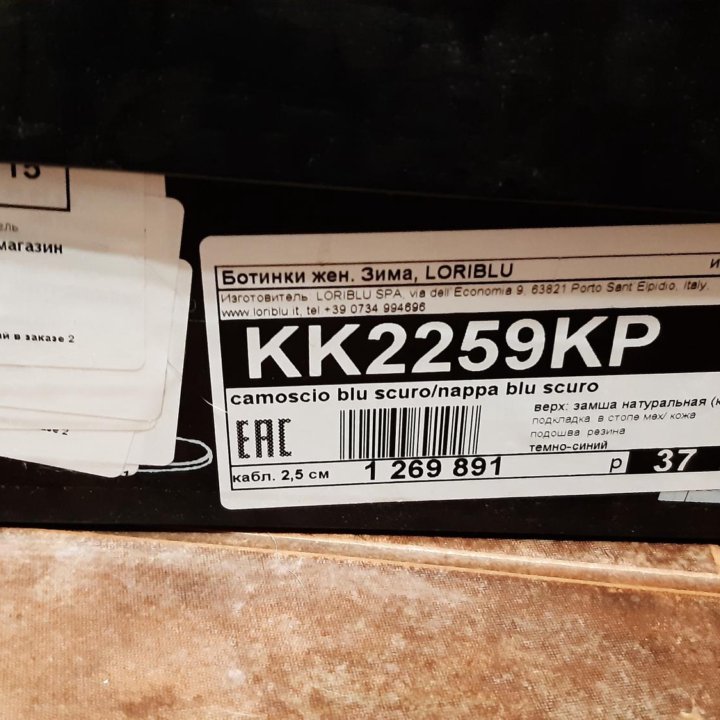 15
ель
магазин
й в заказе 2
Ботинки жен. Зима, LORIBLU
Изготовитель LORIBLU SPA, via dell'Economia 9, 63821 Porto Sant Elpidio, Italy,
www.loriblu.it, tel +39 0734 994696
KK2259KP
camoscio blu scuro/nappa blu scuro
верх: замша натуральная (к
подкладка в стопе мех/ кожа
подошва резина
темно-синий
EAC
кабл. 2,5 см
1 269 891
р 37